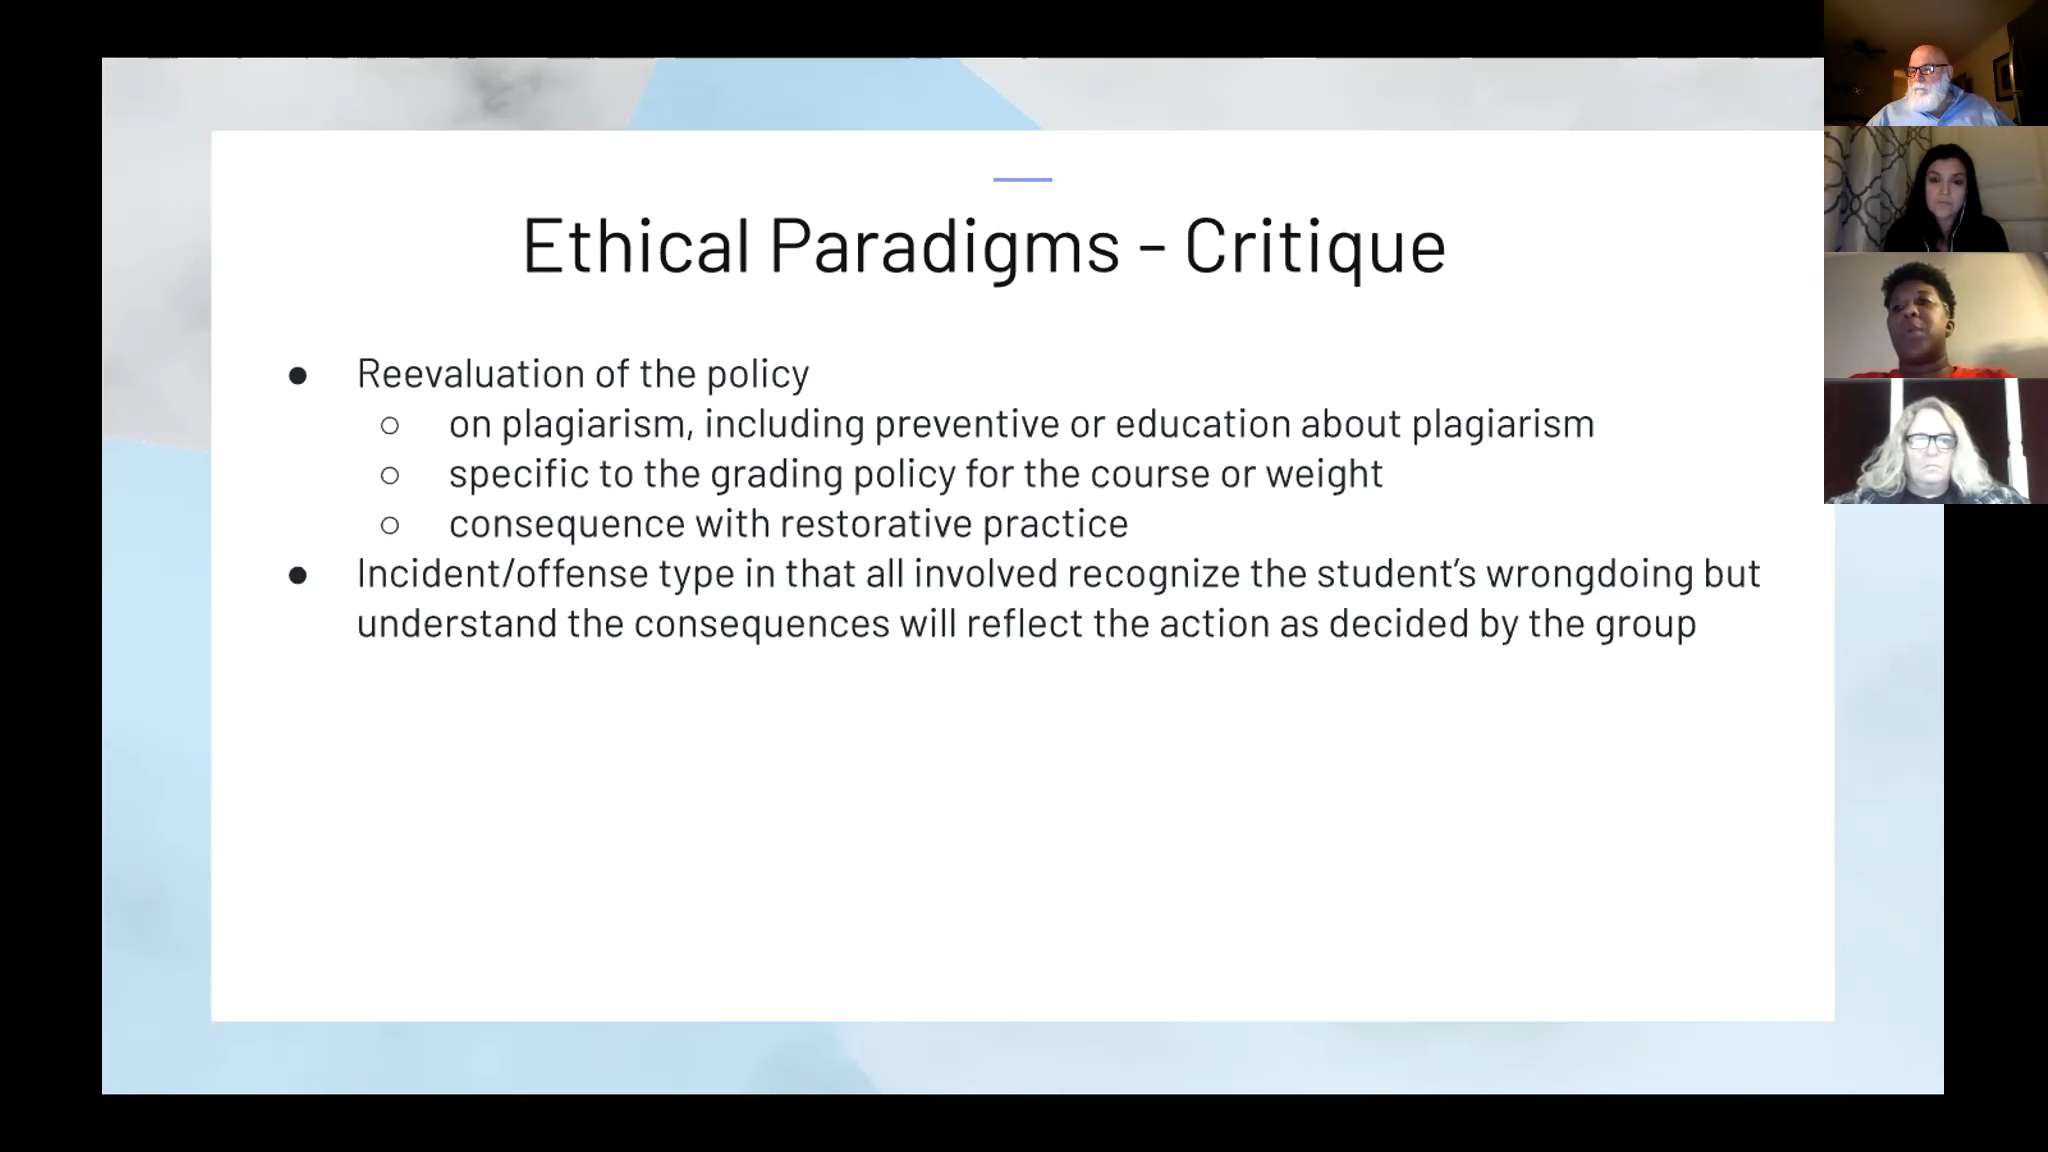 Ethical Paradigms - Critique
● Reevaluation of the policy
○ on plagiarism, including preventive or education about plagiarism
○ specific to the grading policy for the course or weight
○ consequence with restorative practice
● Incident/offense type in that all involved recognize the student’s wrongdoing but
understand the consequences will reflect the action as decided by the group